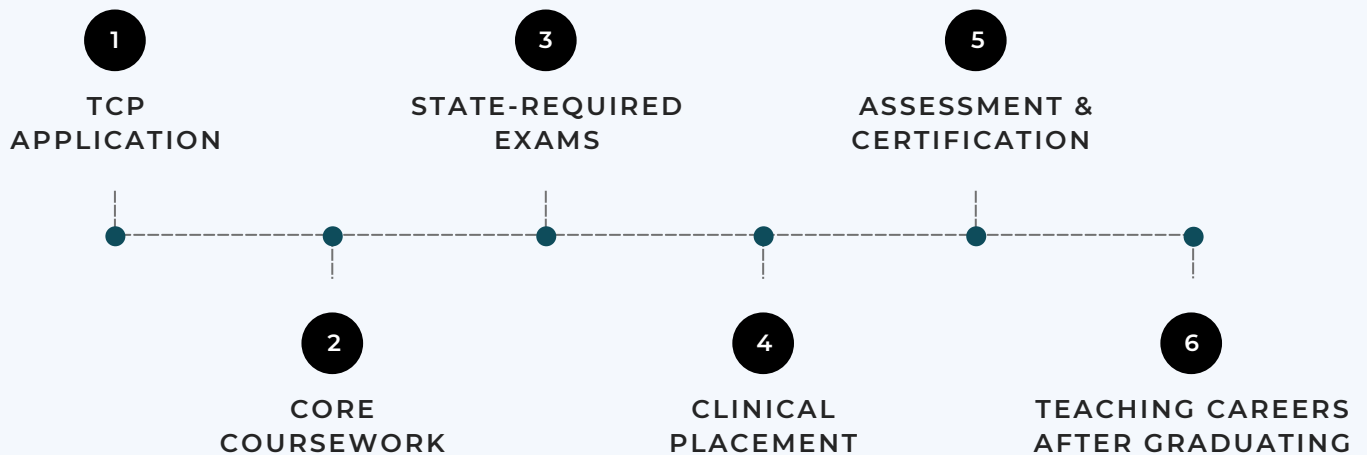 1
TCP
APPLICATION
2
CORE
COURSEWORK
3
STATE-REQUIRED
EXAMS
4
CLINICAL
PLACEMENT
5
ASSESSMENT &
CERTIFICATION
6
TEACHING CAREERS
AFTER GRADUATING